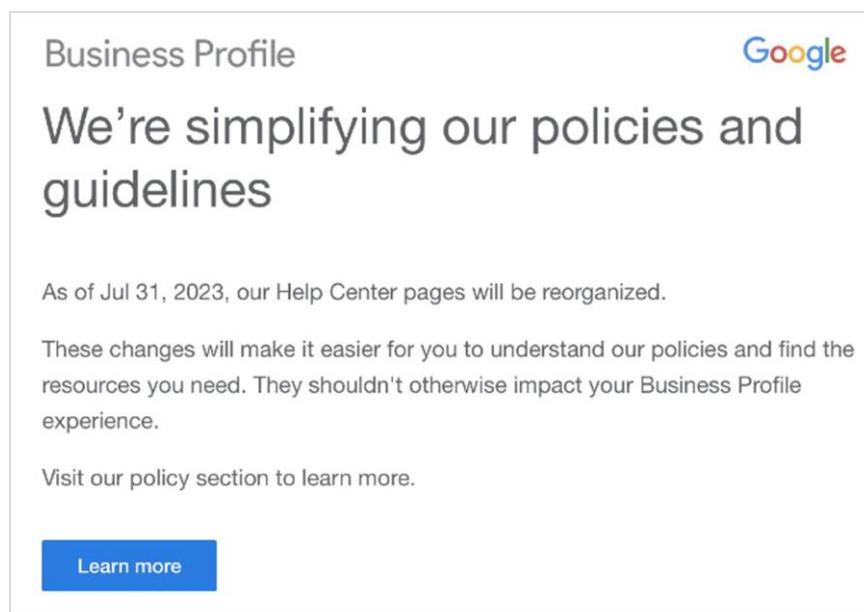 Business Profile
Google
We’re simplifying our policies and
guidelines
As of Jul 31, 2023, our Help Center pages will be reorganized.
These changes will make it easier for you to understand our policies and find the
resources you need. They shouldn't otherwise impact your Business Profile
experience.
Visit our policy section to learn more.
Learn more